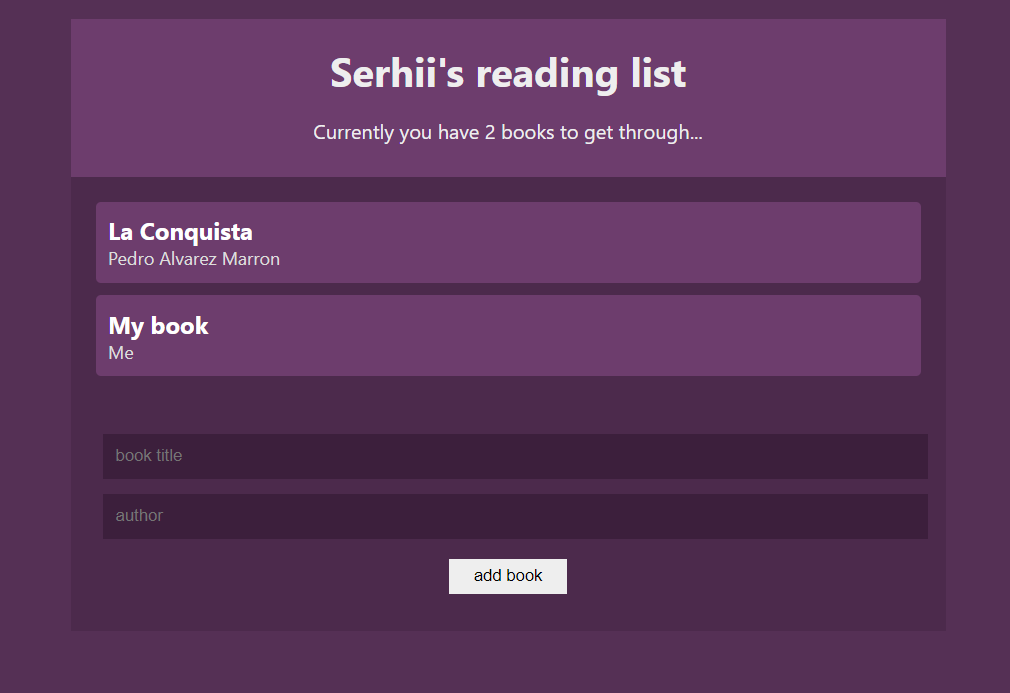 Serhii's reading list
Currently you have 2 books to get through...
La Conquista
Pedro Alvarez Marron
My book
Me
book title
author
add book